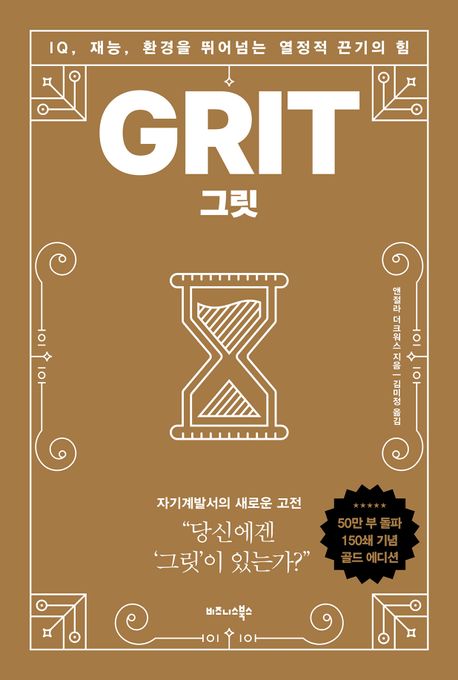 IQ, 재능, 환경을 뛰어넘는 열정적 끈기의 힘
GRIT
그릿
앤절라 더크워스 지음 | 김미정 옮김
자기계발서의 새로운 고전
“당신에겐
‘그릿’이 있는가?”
★★★★★
50만 부 돌파
150쇄 기념
골드 에디션
비즈니스북스